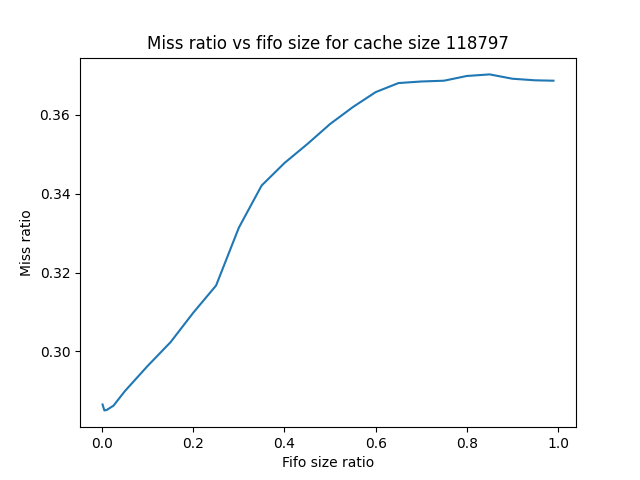 Miss ratio vs fifo size for cache size 118797
0.36
0.34
0.32
0.30
Miss ratio
0.0 0.2 0.4 0.6 0.8 1.0
Fifo size ratio